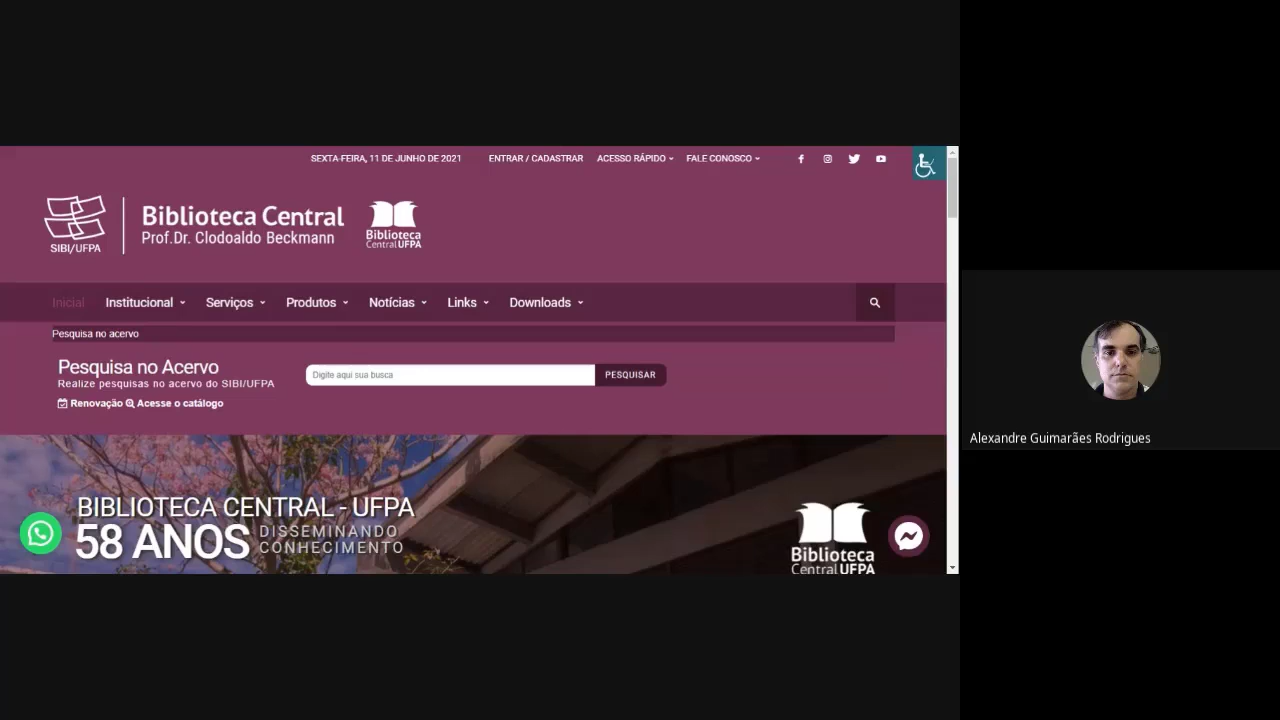 SEXTA-FEIRA, 11 DE JUNHO DE 2021 ENTRAR / CADASTRAR ACESSO RÁPIDO FALE CONOSCO
SIBI/UFPA
Biblioteca Central
Prof.Dr. Clodoaldo Beckmann
Biblioteca
Central UFPA
Inicial Institucional Serviços Produtos Notícias Links Downloads
Pesquisa no acervo
Pesquisa no Acervo
Realize pesquisas no acervo do SIBI/UFPA
Digite aqui sua busca PESQUISAR
Renovação Acesse o catálogo
BIBLIOTECA CENTRAL - UFPA
58 ANOS DISSEMINANDO
CONHECIMENTO
Biblioteca
Central UFPA
Alexandre Guimarães Rodrigues